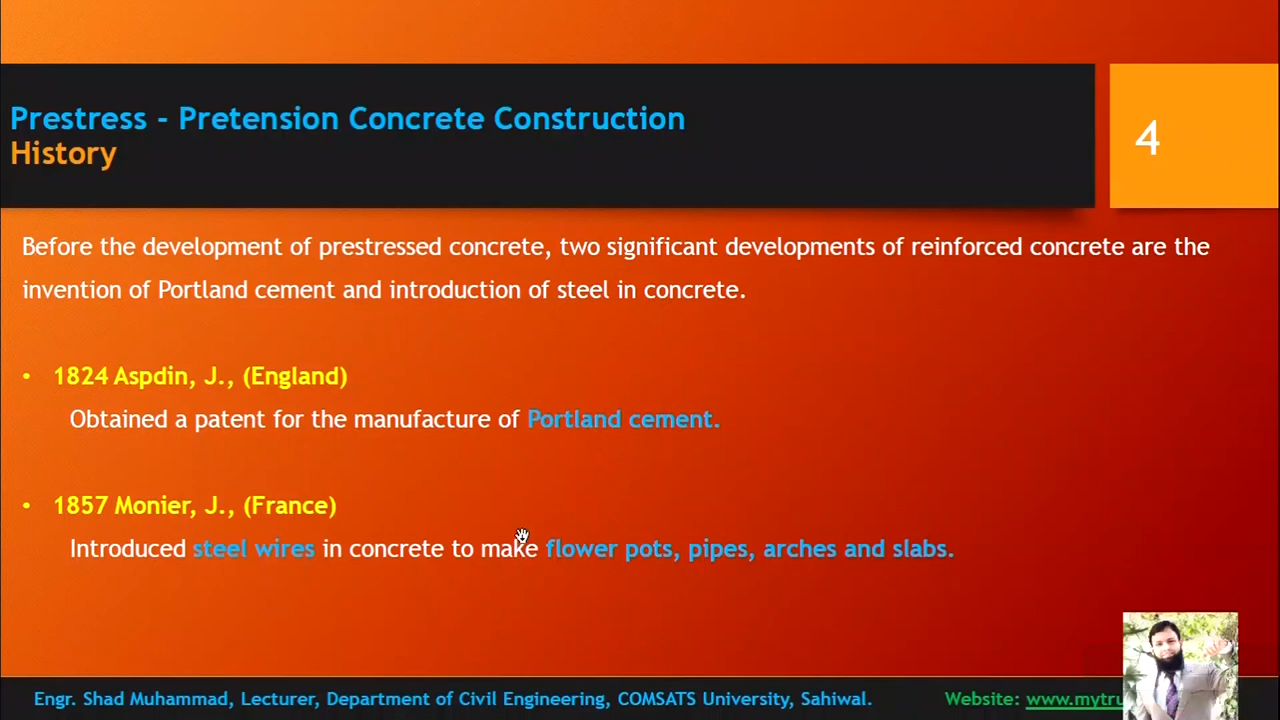 Prestress - Pretension Concrete Construction
History
4
Before the development of prestressed concrete, two significant developments of reinforced concrete are the
invention of Portland cement and introduction of steel in concrete.
• 1824 Aspdin, J., (England)
Obtained a patent for the manufacture of Portland cement.
• 1857 Monier, J., (France)
Introduced steel wires in concrete to make flower pots, pipes, arches and slabs.
Engr. Shad Muhammad, Lecturer, Department of Civil Engineering, COMSATS University, Sahiwal.
Website: